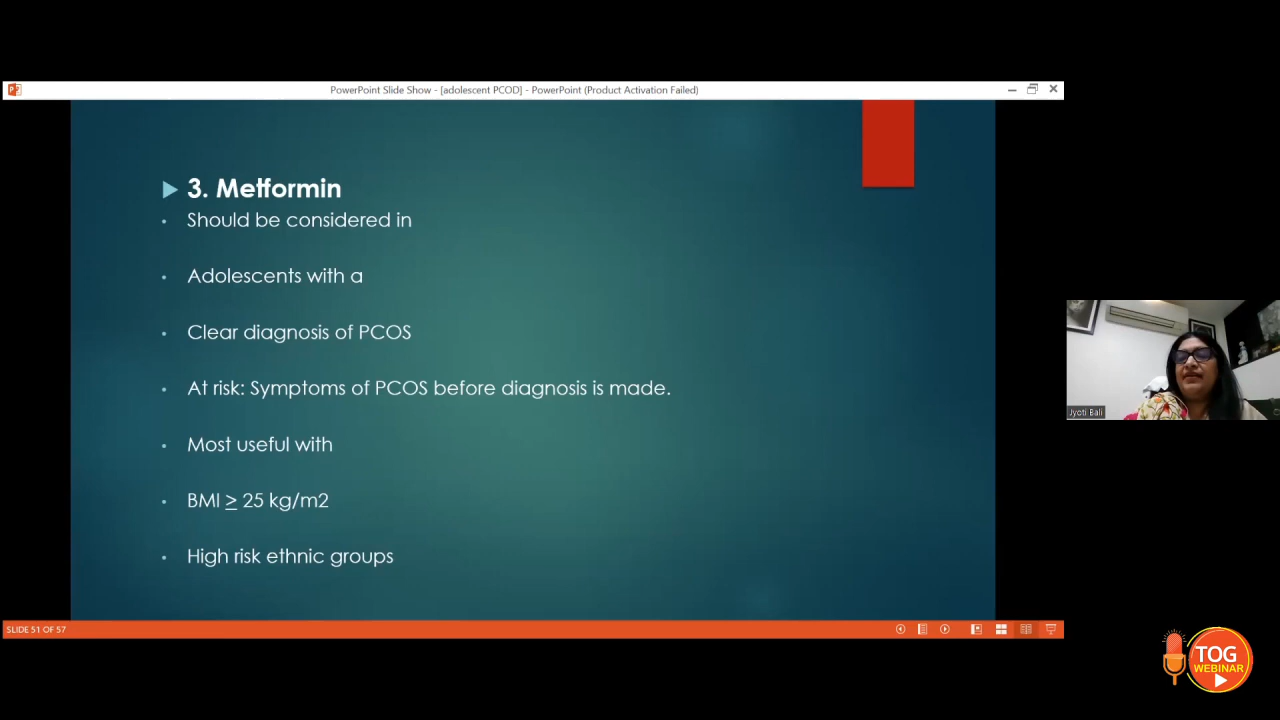 PowerPoint Slide Show - [adolescent PCOD] - PowerPoint (Product Activation Failed)
3. Metformin
Should be considered in
Adolescents with a
Clear diagnosis of PCOS
At risk: Symptoms of PCOS before diagnosis is made.
Most useful with
BMI ≥ 25 kg/m2
High risk ethnic groups
Jyoti Bali
SLIDE 51 OF 57
TOG
WEBINAR